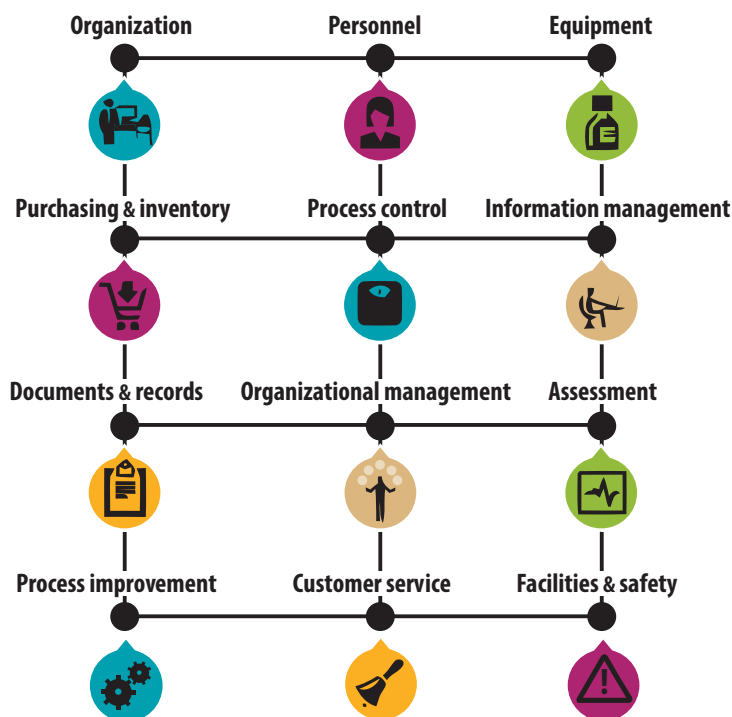 Organization
Personnel
Equipment
Purchasing & inventory
Process control
Information management
Documents & records
Organizational management
Assessment
Process improvement
Customer service
Facilities & safety